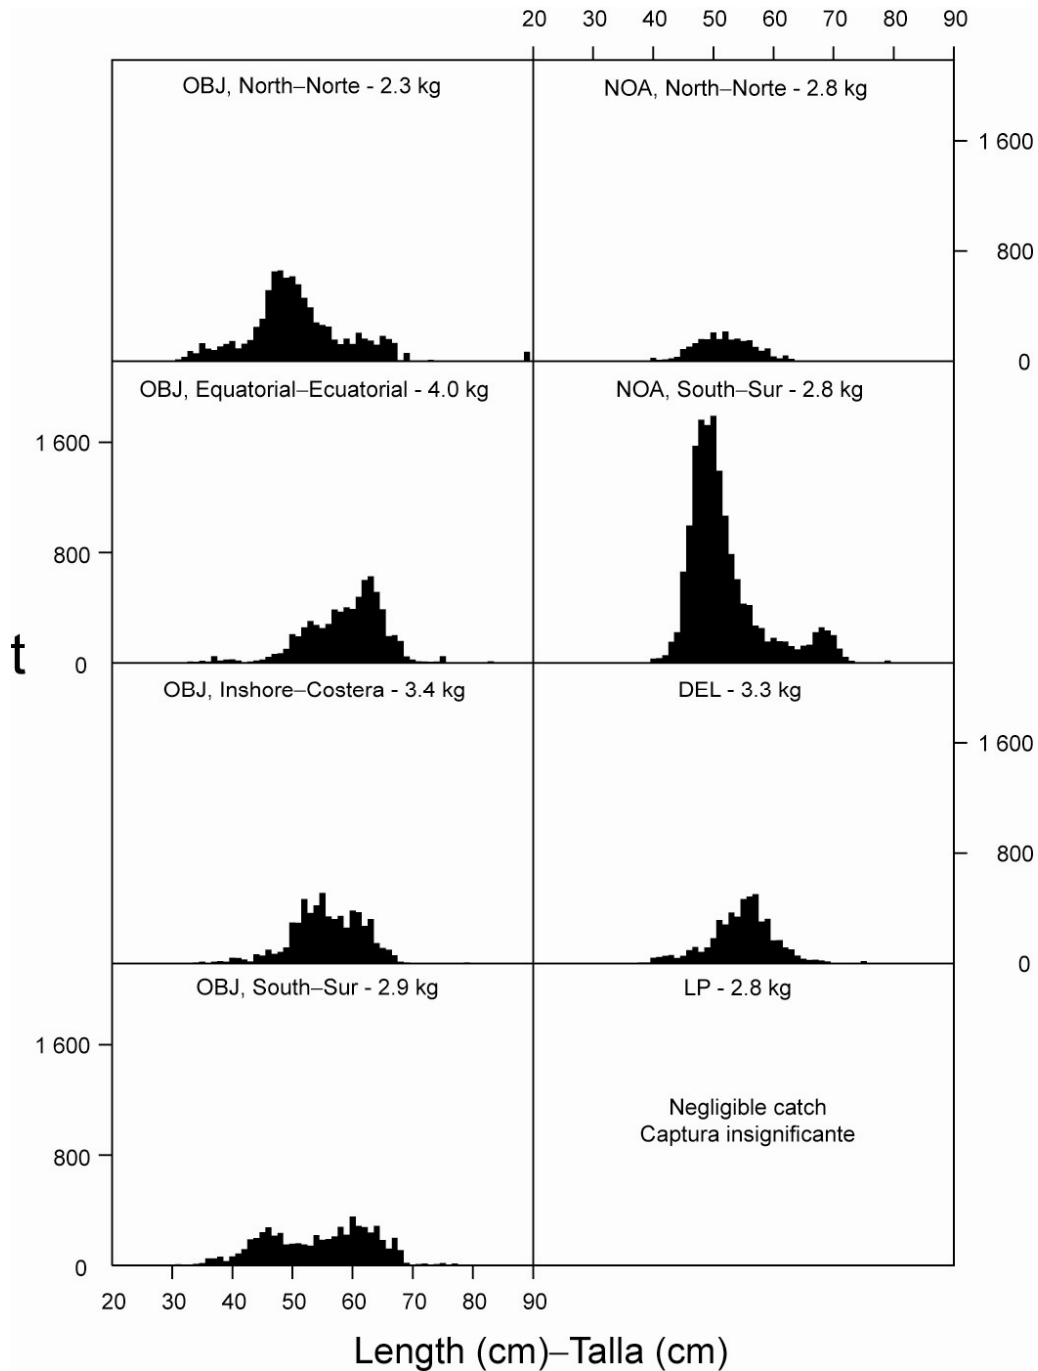 20 30 40 50 60 70 80 90
OBJ, North–Norte - 2.3 kg
NOA, North–Norte - 2.8 kg
1 600
800
0
OBJ, Equatorial–Ecuatorial - 4.0 kg
NOA, South–Sur - 2.8 kg
1 600
800
0
t
OBJ, Inshore–Costera - 3.4 kg
DEL - 3.3 kg
1 600
800
0
OBJ, South–Sur - 2.9 kg
LP - 2.8 kg
1 600
Negligible catch
Captura insignificante
800
0
20 30 40 50 60 70 80 90
Length (cm)–Talla (cm)